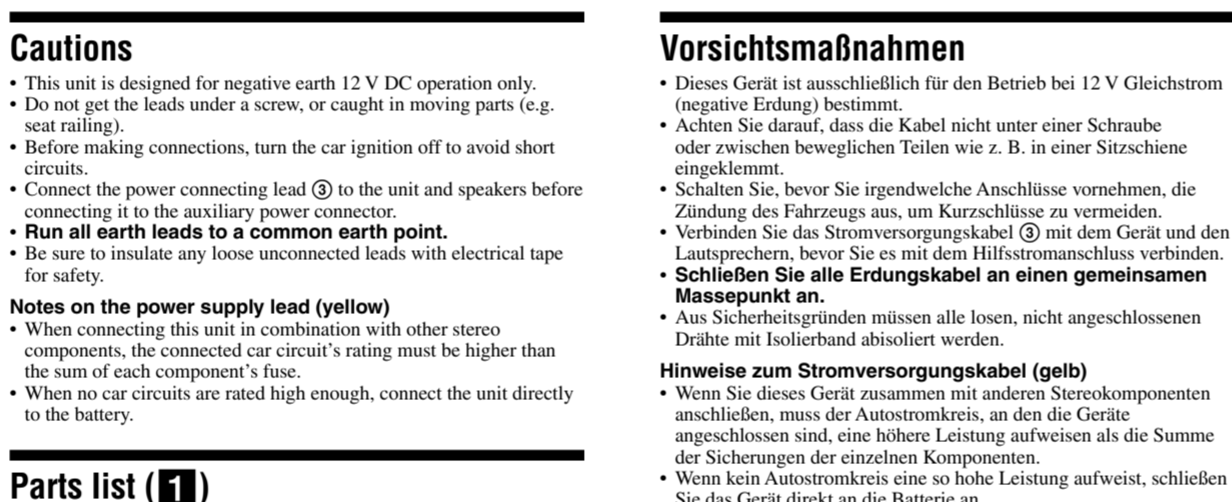 Cautions
• This unit is designed for negative earth 12 V DC operation only.
• Do not get the leads under a screw, or caught in moving parts (e.g.
seat railing).
• Before making connections, turn the car ignition off to avoid short
circuits.
• Connect the power connecting lead ③ to the unit and speakers before
connecting it to the auxiliary power connector.
• Run all earth leads to a common earth point.
• Be sure to insulate any loose unconnected leads with electrical tape
for safety.
Notes on the power supply lead (yellow)
• When connecting this unit in combination with other stereo
components, the connected car circuit's rating must be higher than
the sum of each component's fuse.
• When no car circuits are rated high enough, connect the unit directly
to the battery.
Parts list (1)
Vorsichtsmaßnahmen
• Dieses Gerät ist ausschließlich für den Betrieb bei 12 V Gleichstrom
(negative Erdung) bestimmt.
• Achten Sie darauf, dass die Kabel nicht unter einer Schraube
oder zwischen beweglichen Teilen wie z. B. in einer Sitzschiene
eingeklemmt.
• Schalten Sie, bevor Sie irgendwelche Anschlüsse vornehmen, die
Zündung des Fahrzeugs aus, um Kurzschlüsse zu vermeiden.
• Verbinden Sie das Stromversorgungskabel ③ mit dem Gerät und den
Lautsprechern, bevor Sie es mit dem Hilfsstromanschluss verbinden.
• Schließen Sie alle Erdungskabel an einen gemeinsamen
Massepunkt an.
• Aus Sicherheitsgründen müssen alle losen, nicht angeschlossenen
Drähte mit Isolierband abisoliert werden.
Hinweise zum Stromversorgungskabel (gelb)
• Wenn Sie dieses Gerät zusammen mit anderen Stereokomponenten
anschließen, muss der Autostromkreis, an den die Geräte
angeschlossen sind, eine höhere Leistung aufweisen als die Summe
der Sicherungen der einzelnen Komponenten.
• Wenn kein Autostromkreis eine so hohe Leistung aufweist, schließen
Sie das Gerät direkt an die Batterie an.